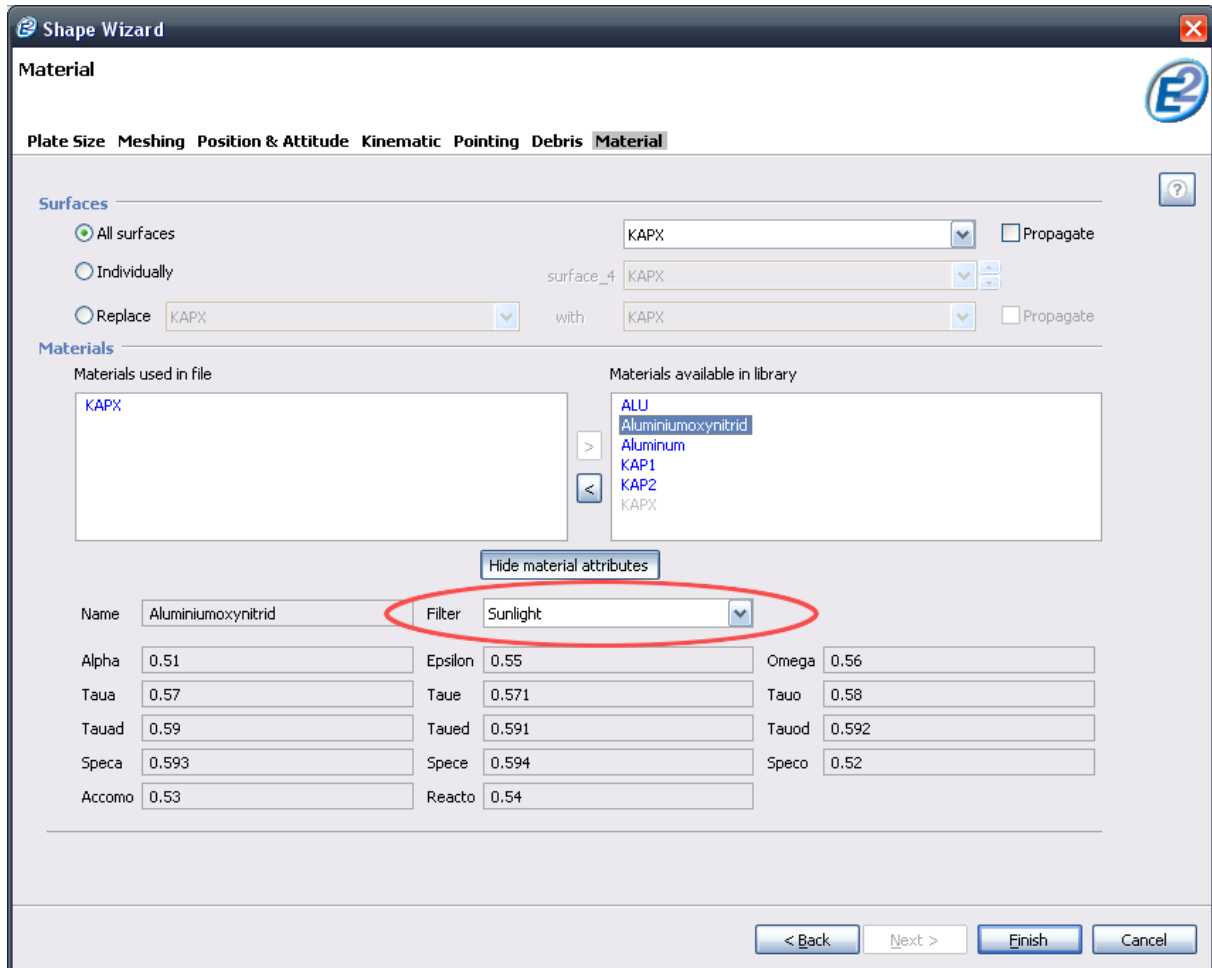 Shape Wizard
Material
E2
Plate Size Meshing Position & Attitude Kinematic Pointing Debris Material
?
Surfaces
All surfaces KAPX Propagate
Individually surface_4 KAPX
Replace KAPX with KAPX Propagate
Materials
Materials used in file Materials available in library
KAPX
ALU
Aluminiumoxynitrid
Aluminum
KAP1
KAP2
KAPX
>
<
Hide material attributes
Name Aluminiumoxynitrid Filter Sunlight
Alpha 0.51 Epsilon 0.55 Omega 0.56
Taua 0.57 Taue 0.571 Tauo 0.58
Tauad 0.59 Taued 0.591 Tauod 0.592
Speca 0.593 Spece 0.594 Speco 0.52
Accomo 0.53 Reacto 0.54
< Back Next > Finish Cancel